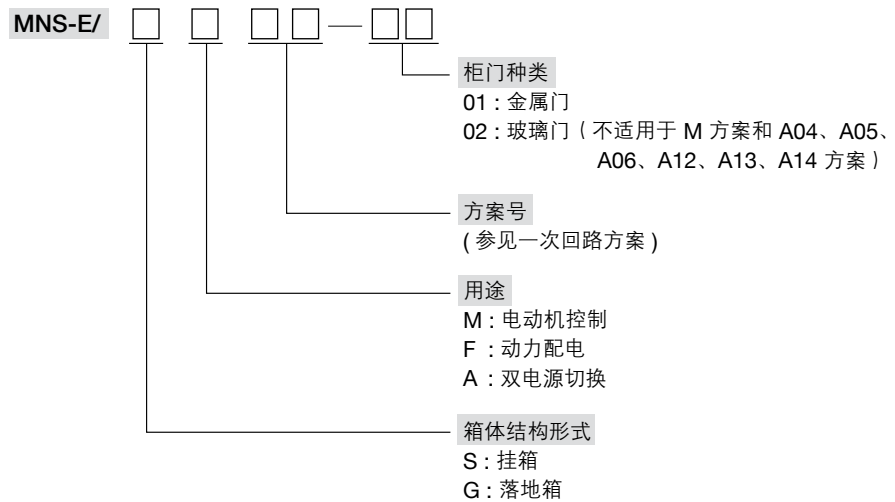 MNS-E/ □ □ □ □ — □ □
柜门种类
01 : 金属门
02 : 玻璃门（不适用于 M 方案和 A04、A05、
A06、A12、A13、A14 方案）
方案号
( 参见一次回路方案 )
用途
M : 电动机控制
F : 动力配电
A : 双电源切换
箱体结构形式
S : 挂箱
G : 落地箱